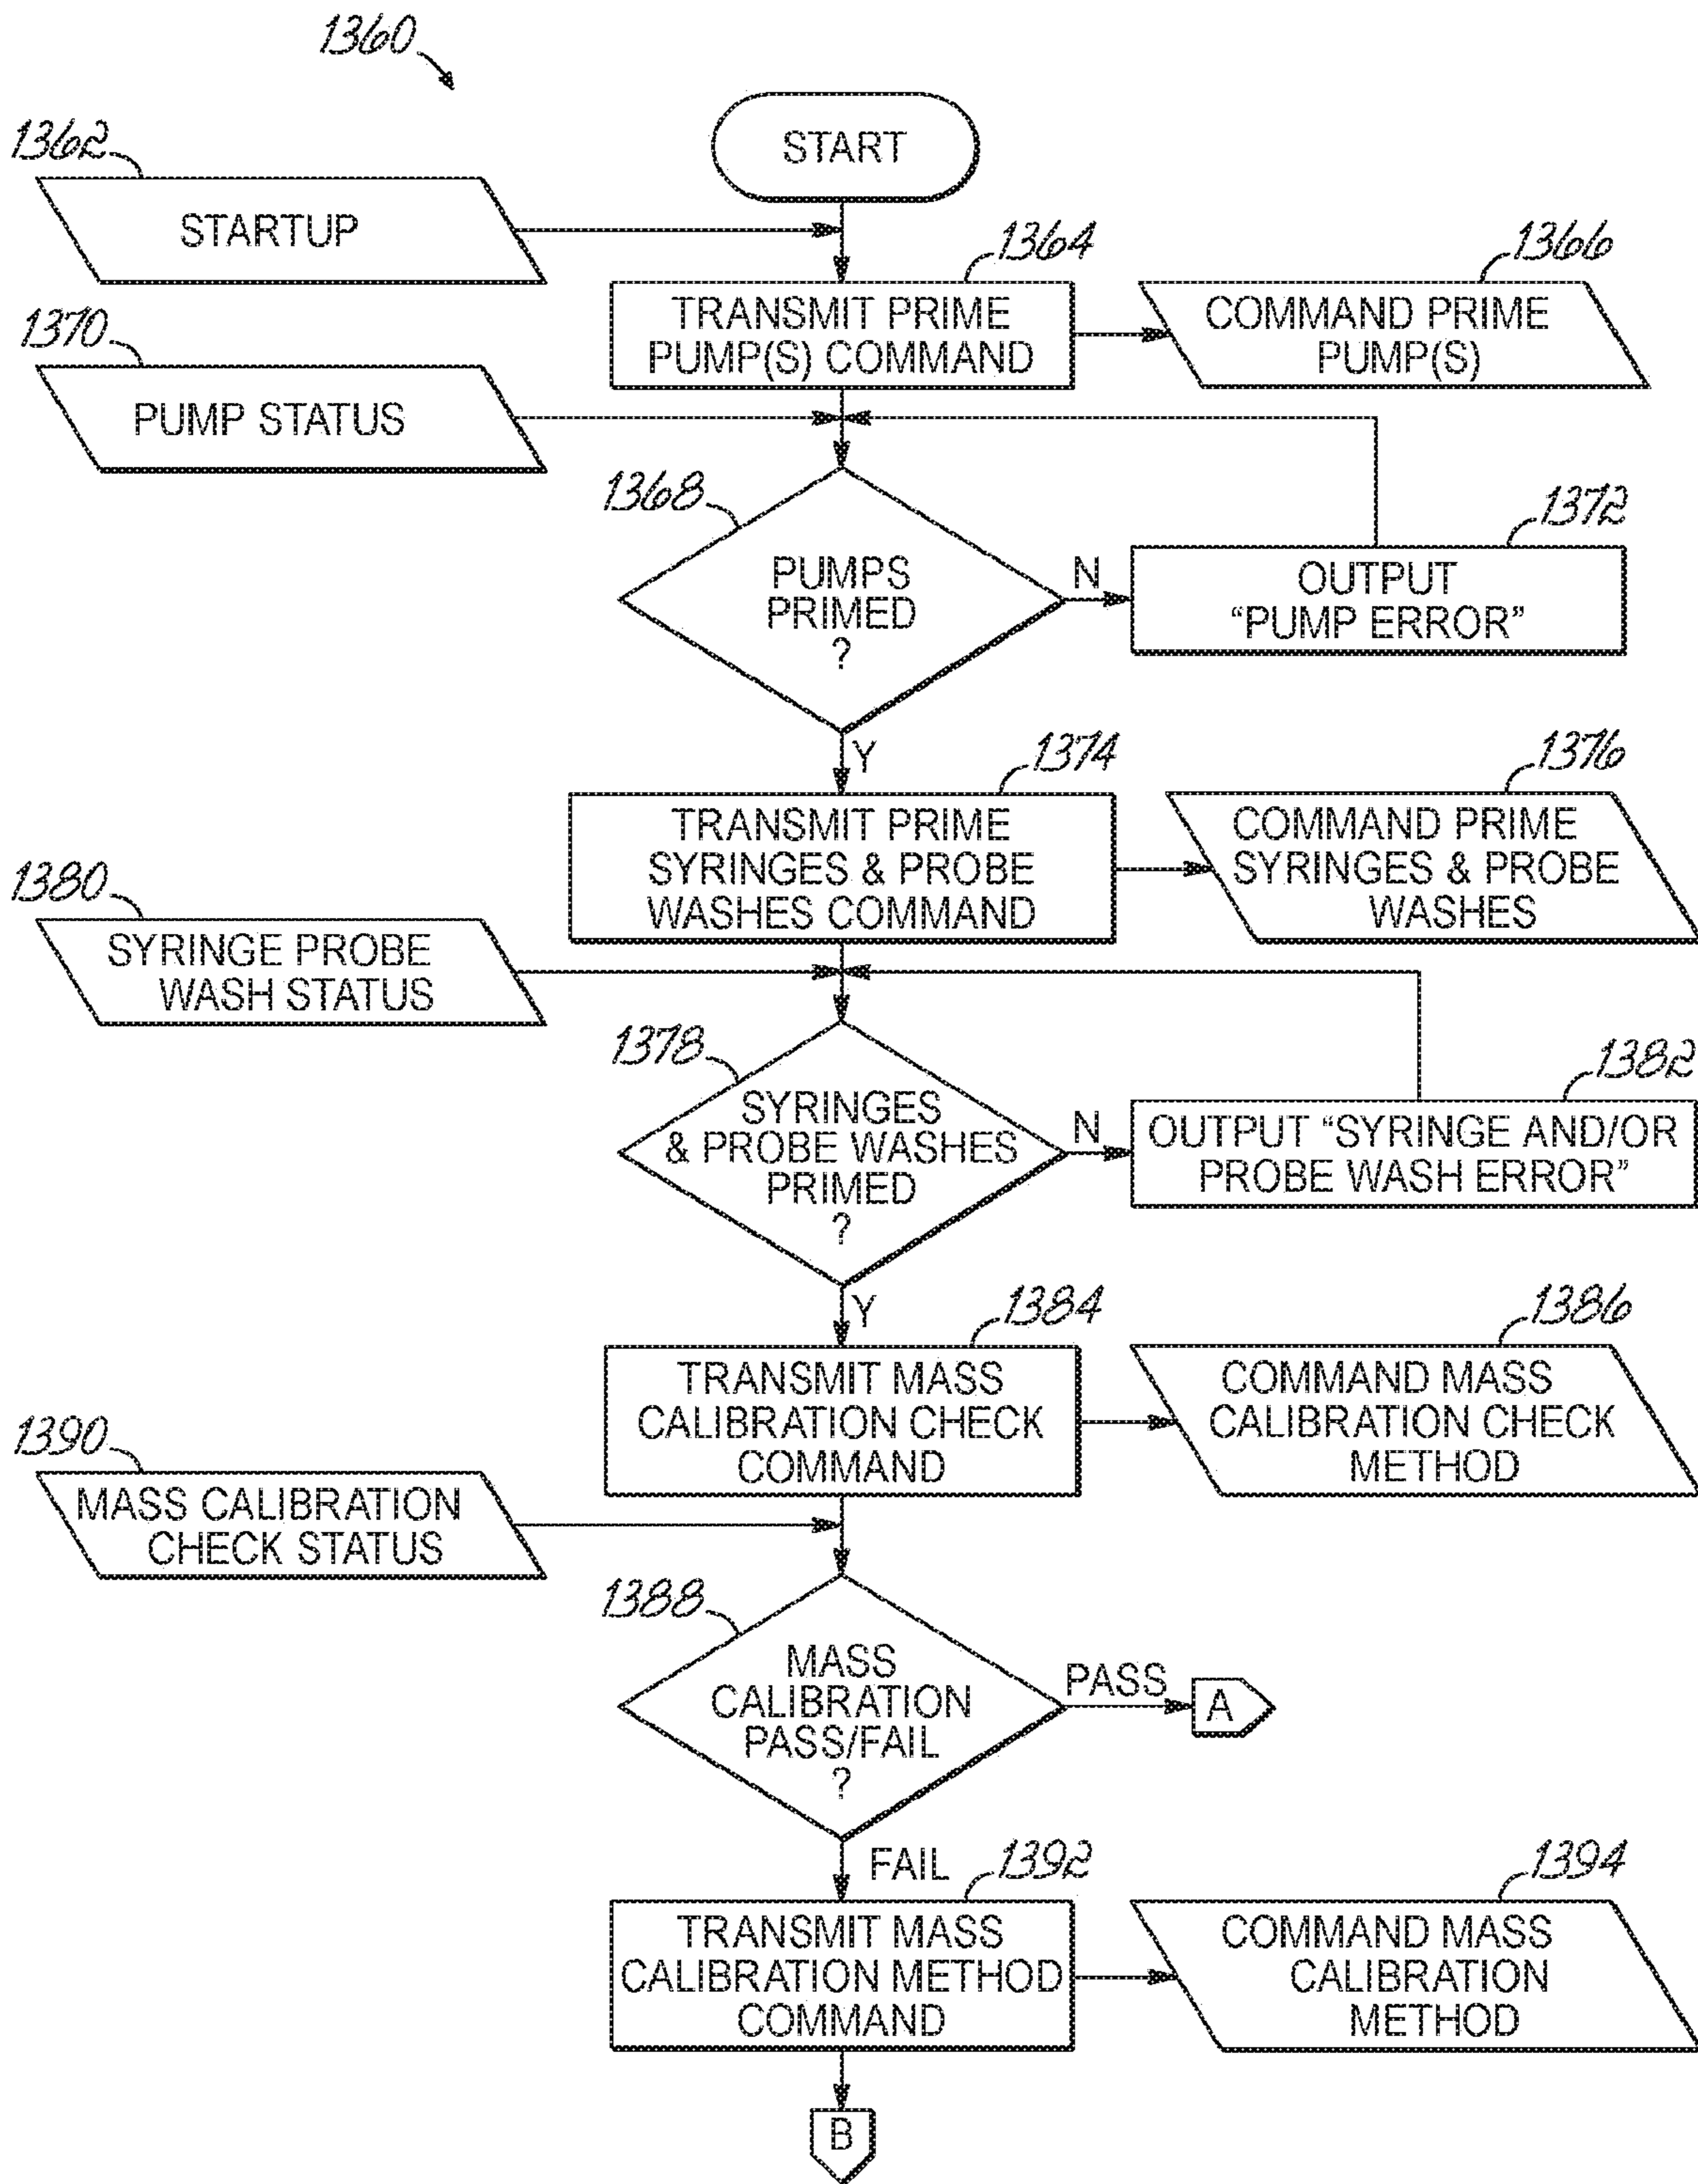 1360
START
1362
STARTUP
1364
TRANSMIT PRIME
PUMP(S) COMMAND
1366
COMMAND PRIME
PUMP(S)
1370
PUMP STATUS
1368
PUMPS
PRIMED
?
N
1372
OUTPUT
“PUMP ERROR”
Y
1374
TRANSMIT PRIME
SYRINGES & PROBE
WASHES COMMAND
1376
COMMAND PRIME
SYRINGES & PROBE
WASHES
1380
SYRINGE PROBE
WASH STATUS
1378
SYRINGES
& PROBE WASHES
PRIMED
?
N
1382
OUTPUT “SYRINGE AND/OR
PROBE WASH ERROR”
Y
1384
TRANSMIT MASS
CALIBRATION CHECK
COMMAND
1386
COMMAND MASS
CALIBRATION CHECK
METHOD
1390
MASS CALIBRATION
CHECK STATUS
1388
MASS
CALIBRATION
PASS/FAIL
?
PASS
A
FAIL
1392
TRANSMIT MASS
CALIBRATION METHOD
COMMAND
1394
COMMAND MASS
CALIBRATION
METHOD
B